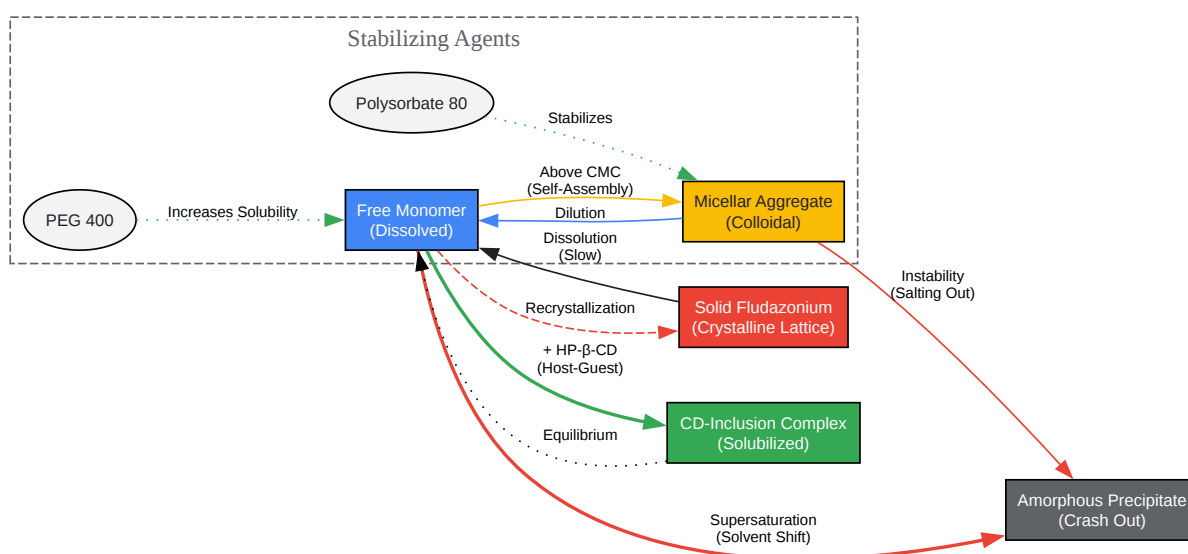 Stabilizing Agents
Polysorbate 80
Stabilizes
PEG 400
Increases Solubility
Free Monomer
(Dissolved)
Above CMC
(Self-Assembly)
Dilution
Micellar Aggregate
(Colloidal)
Dissolution
(Slow)
Instability
(Salting Out)
Recrystallization
Solid Fludazonium
(Crystalline Lattice)
+ HP-β-CD
(Host-Guest)
CD-Inclusion Complex
(Solubilized)
Equilibrium
Amorphous Precipitate
(Crash Out)
Supersaturation
(Solvent Shift)